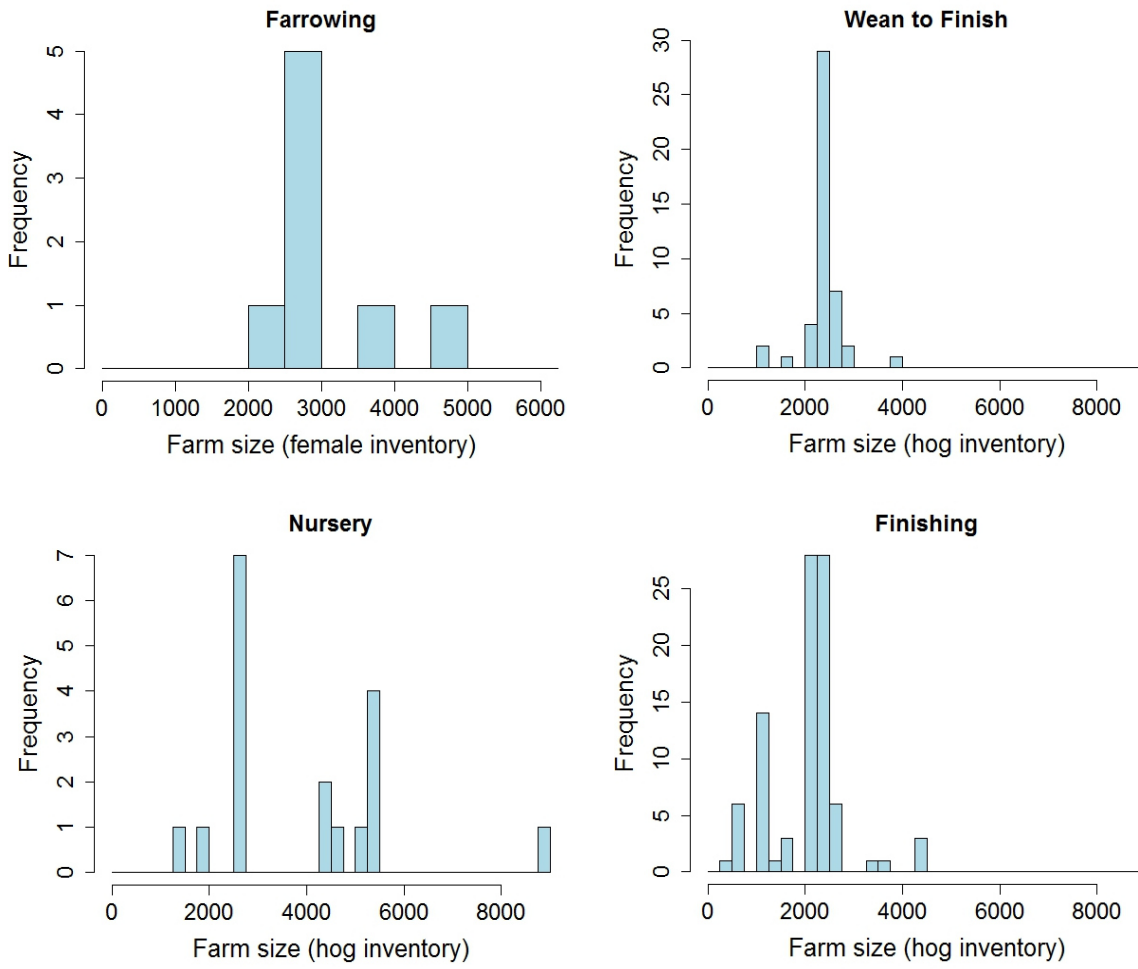 Farrowing
Frequency
0
1
2
3
4
5
0 1000 2000 3000 4000 5000 6000
Farm size (female inventory)
Wean to Finish
Frequency
0
5
10
15
20
25
30
0 2000 4000 6000 8000
Farm size (hog inventory)
Nursery
Frequency
0
1
2
3
4
5
6
7
0 2000 4000 6000 8000
Farm size (hog inventory)
Finishing
Frequency
0
5
10
15
20
25
0 2000 4000 6000 8000
Farm size (hog inventory)